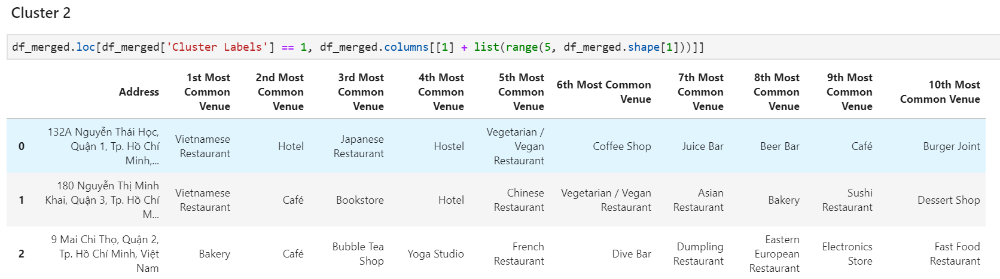 Cluster 2
df_merged.loc[df_merged['Cluster Labels'] == 1, df_merged.columns[[1] + list(range(5, df_merged.shape[1]))]]
Address 1st Most Common Venue 2nd Most Common Venue 3rd Most Common Venue 4th Most Common Venue 5th Most Common Venue 6th Most Common Venue 7th Most Common Venue 8th Most Common Venue 9th Most Common Venue 10th Most Common Venue
0 132A Nguyễn Thái Học, Quận 1, Tp. Hồ Chí Minh,... Vietnamese Restaurant Hotel Japanese Restaurant Hostel Vegetarian / Vegan Restaurant Coffee Shop Juice Bar Beer Bar Café Burger Joint
1 180 Nguyễn Thị Minh Khai, Quận 3, Tp. Hồ Chí M... Vietnamese Restaurant Café Bookstore Hotel Chinese Restaurant Vegetarian / Vegan Restaurant Asian Restaurant Bakery Sushi Restaurant Dessert Shop
2 9 Mai Chi Thọ, Quận 2, Tp. Hồ Chí Minh, Việt Nam Bakery Café Bubble Tea Shop Yoga Studio French Restaurant Dive Bar Dumpling Restaurant Eastern European Restaurant Electronics Store Fast Food Restaurant